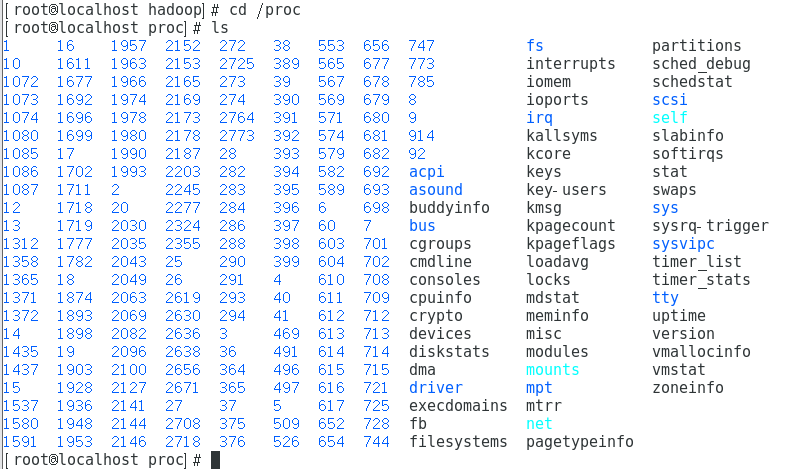 [root@localhost hadoop]# cd /proc
[root@localhost proc]# ls
1 16 1957 2152 272 38 553 656 747 fs partitions
10 1611 1963 2153 2725 389 565 677 773 interrupts sched_debug
1072 1677 1966 2165 273 39 567 678 785 iomem schedstat
1073 1692 1974 2169 274 390 569 679 8 ioports scsi
1074 1696 1978 2173 2764 391 571 680 9 irq self
1080 1699 1980 2178 2773 392 574 681 914 kallsyms slabinfo
1085 17 1990 2187 28 393 579 682 92 kcore softirqs
1086 1702 1993 2203 282 394 582 692 acpi keys stat
1087 1711 2 2245 283 395 589 693 asound key-users swaps
12 1718 20 2277 284 396 6 698 buddyinfo kmsg sys
13 1719 2030 2324 286 397 60 7 bus kpagecount sysrq-trigger
1312 1777 2035 2355 288 398 603 701 cgroups kpageflags sysvipc
1358 1782 2043 25 290 399 604 702 cmdline loadavg timer_list
1365 18 2049 26 291 4 610 708 consoles locks timer_stats
1371 1874 2063 2619 293 40 611 709 cpuinfo mdstat tty
1372 1893 2069 2630 294 41 612 712 crypto meminfo uptime
14 1898 2082 2636 3 469 613 713 devices misc version
1435 19 2096 2638 36 491 614 714 diskstats modules vmallocinfo
1437 1903 2100 2656 364 496 615 715 dma mounts vmstat
15 1928 2127 2671 365 497 616 721 driver mpt zoneinfo
1537 1936 2141 27 37 5 617 725 execdomains mtrr
1580 1948 2144 2708 375 509 652 728 fb net
1591 1953 2146 2718 376 526 654 744 filesystems pagetypeinfo
[root@localhost proc]#